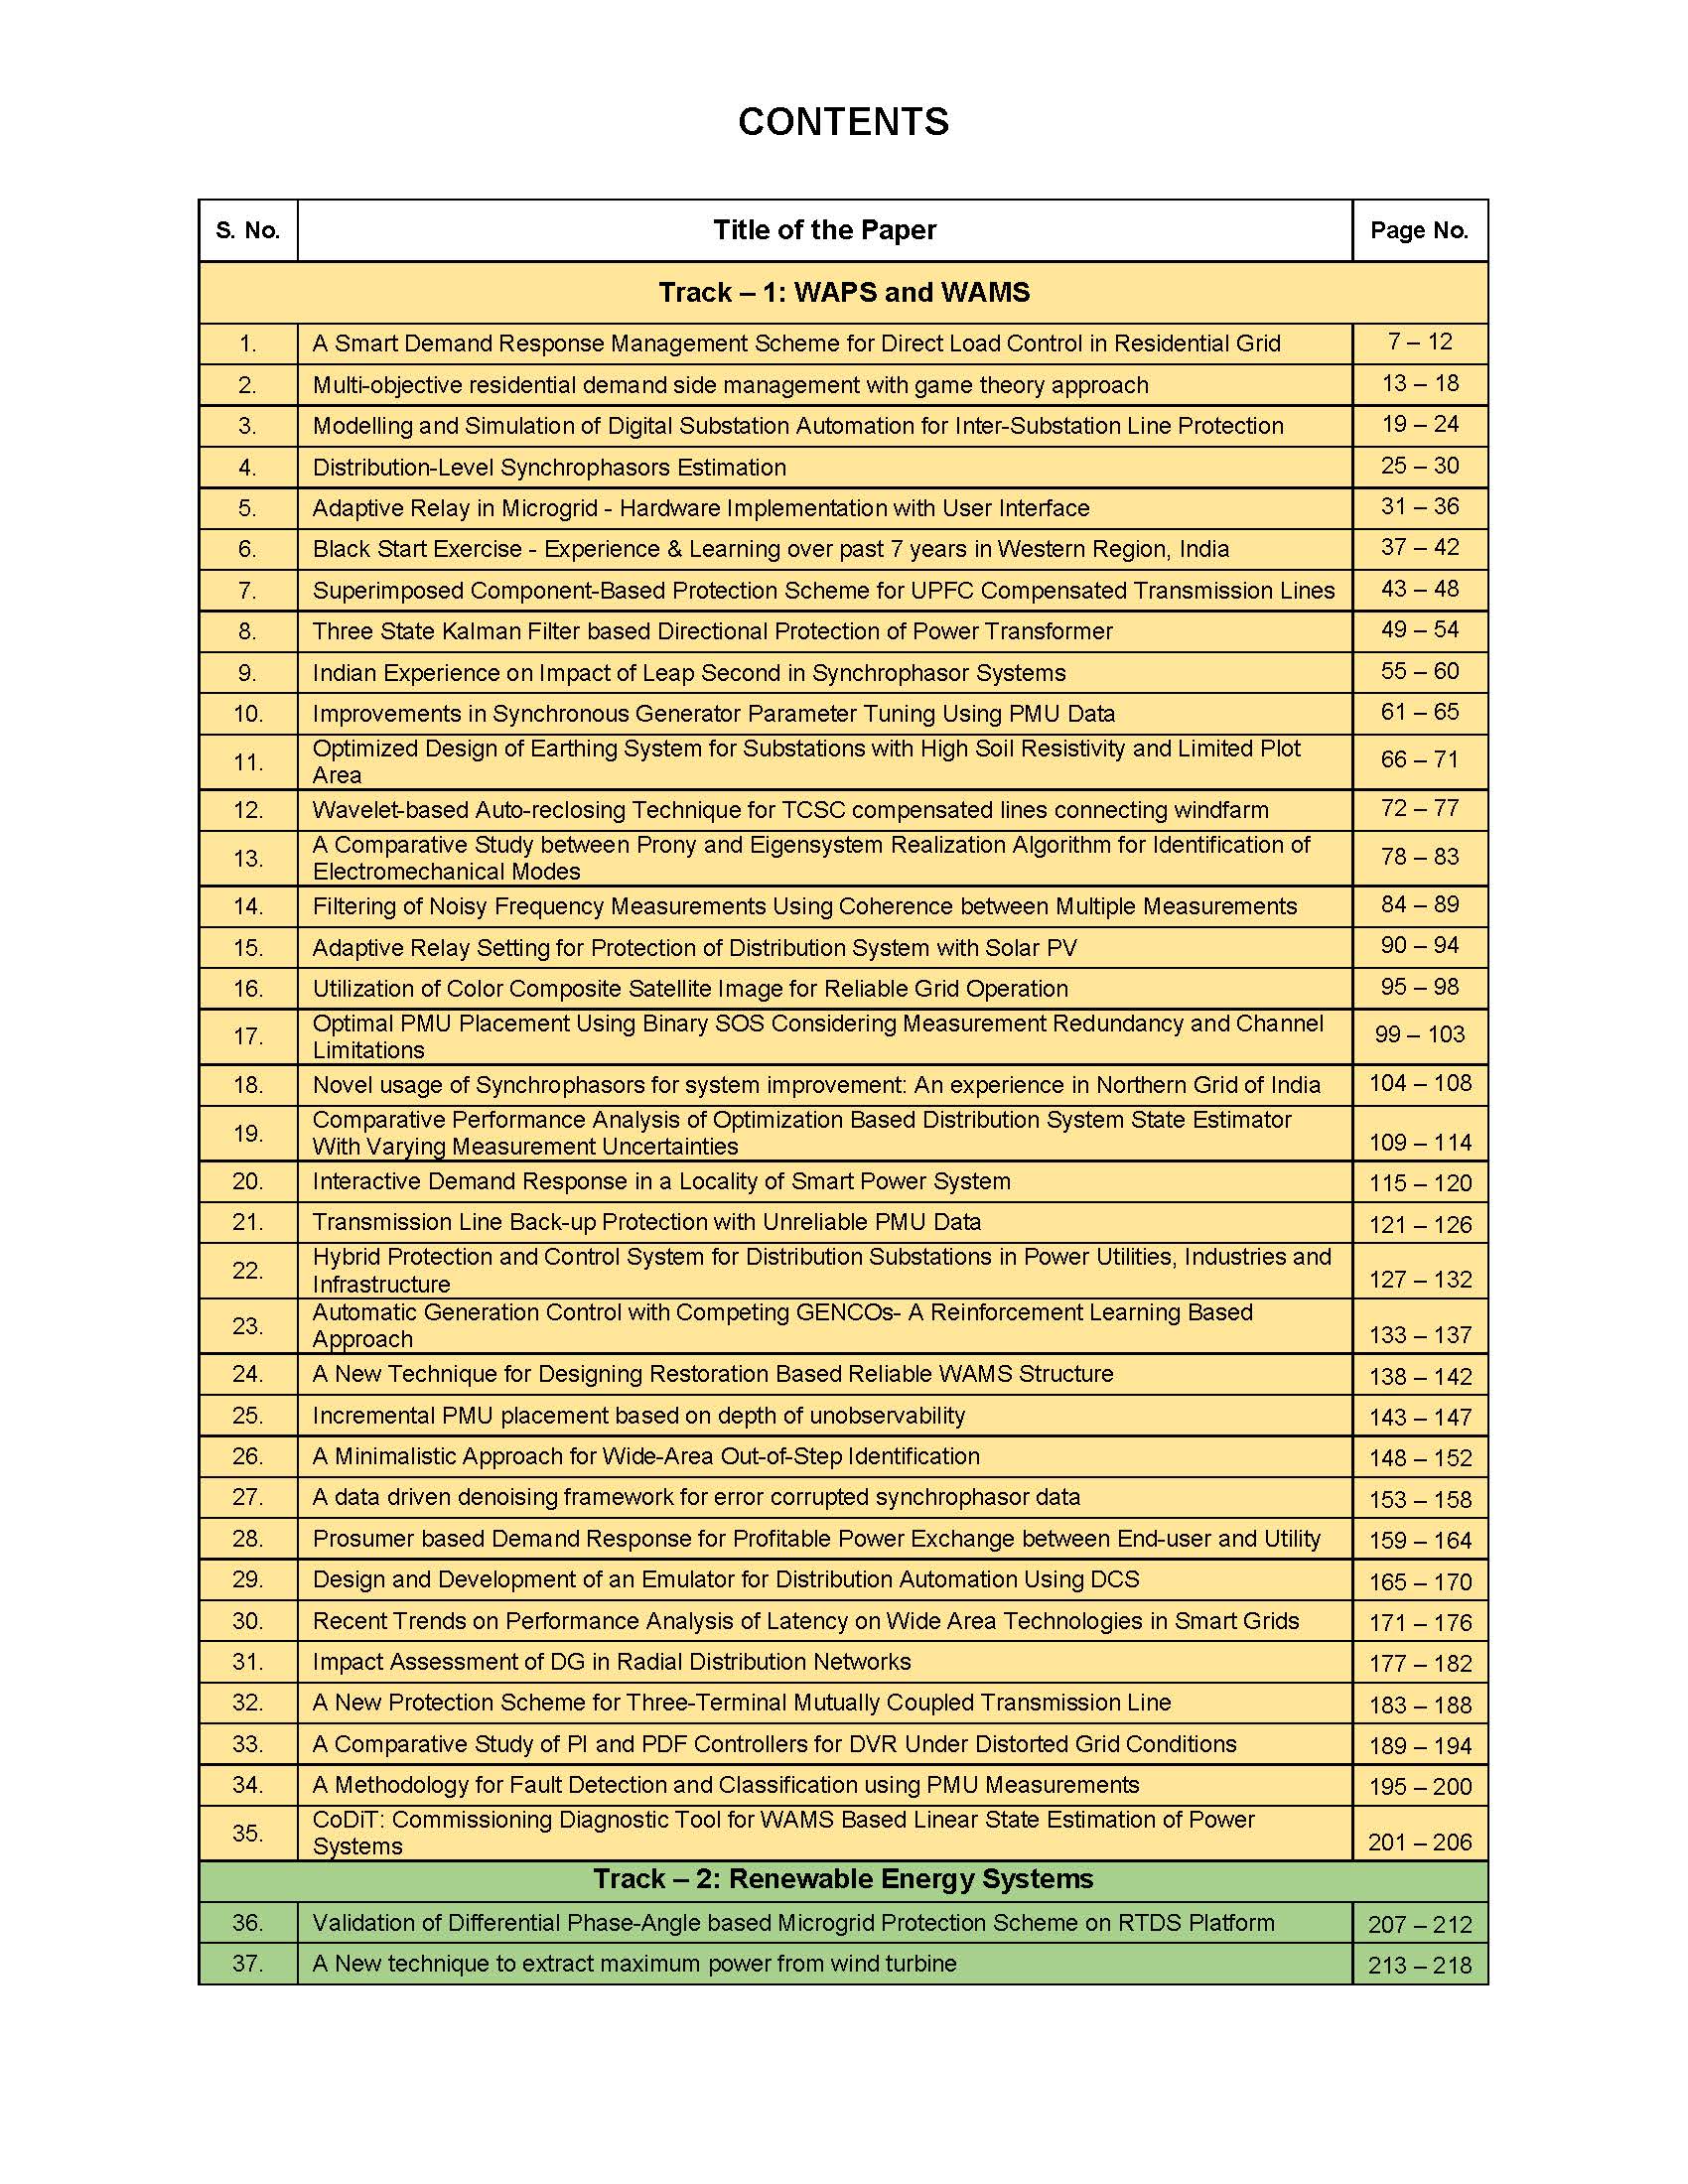 CONTENTS
S. No. Title of the Paper Page No.
Track – 1: WAPS and WAMS
1. A Smart Demand Response Management Scheme for Direct Load Control in Residential Grid 7 – 12
2. Multi-objective residential demand side management with game theory approach 13 – 18
3. Modelling and Simulation of Digital Substation Automation for Inter-Substation Line Protection 19 – 24
4. Distribution-Level Synchrophasors Estimation 25 – 30
5. Adaptive Relay in Microgrid - Hardware Implementation with User Interface 31 – 36
6. Black Start Exercise - Experience & Learning over past 7 years in Western Region, India 37 – 42
7. Superimposed Component-Based Protection Scheme for UPFC Compensated Transmission Lines 43 – 48
8. Three State Kalman Filter based Directional Protection of Power Transformer 49 – 54
9. Indian Experience on Impact of Leap Second in Synchrophasor Systems 55 – 60
10. Improvements in Synchronous Generator Parameter Tuning Using PMU Data 61 – 65
11. Optimized Design of Earthing System for Substations with High Soil Resistivity and Limited Plot
Area 66 – 71
12. Wavelet-based Auto-reclosing Technique for TCSC compensated lines connecting windfarm 72 – 77
13. A Comparative Study between Prony and Eigensystem Realization Algorithm for Identification of
Electromechanical Modes 78 – 83
14. Filtering of Noisy Frequency Measurements Using Coherence between Multiple Measurements 84 – 89
15. Adaptive Relay Setting for Protection of Distribution System with Solar PV 90 – 94
16. Utilization of Color Composite Satellite Image for Reliable Grid Operation 95 – 98
17. Optimal PMU Placement Using Binary SOS Considering Measurement Redundancy and Channel
Limitations 99 – 103
18. Novel usage of Synchrophasors for system improvement: An experience in Northern Grid of India 104 – 108
19. Comparative Performance Analysis of Optimization Based Distribution System State Estimator
With Varying Measurement Uncertainties 109 – 114
20. Interactive Demand Response in a Locality of Smart Power System 115 – 120
21. Transmission Line Back-up Protection with Unreliable PMU Data 121 – 126
22. Hybrid Protection and Control System for Distribution Substations in Power Utilities, Industries and
Infrastructure 127 – 132
23. Automatic Generation Control with Competing GENCOs- A Reinforcement Learning Based
Approach 133 – 137
24. A New Technique for Designing Restoration Based Reliable WAMS Structure 138 – 142
25. Incremental PMU placement based on depth of unobservability 143 – 147
26. A Minimalistic Approach for Wide-Area Out-of-Step Identification 148 – 152
27. A data driven denoising framework for error corrupted synchrophasor data 153 – 158
28. Prosumer based Demand Response for Profitable Power Exchange between End-user and Utility 159 – 164
29. Design and Development of an Emulator for Distribution Automation Using DCS 165 – 170
30. Recent Trends on Performance Analysis of Latency on Wide Area Technologies in Smart Grids 171 – 176
31. Impact Assessment of DG in Radial Distribution Networks 177 – 182
32. A New Protection Scheme for Three-Terminal Mutually Coupled Transmission Line 183 – 188
33. A Comparative Study of PI and PDF Controllers for DVR Under Distorted Grid Conditions 189 – 194
34. A Methodology for Fault Detection and Classification using PMU Measurements 195 – 200
35. CoDiT: Commissioning Diagnostic Tool for WAMS Based Linear State Estimation of Power
Systems 201 – 206
Track – 2: Renewable Energy Systems
36. Validation of Differential Phase-Angle based Microgrid Protection Scheme on RTDS Platform 207 – 212
37. A New technique to extract maximum power from wind turbine 213 – 218